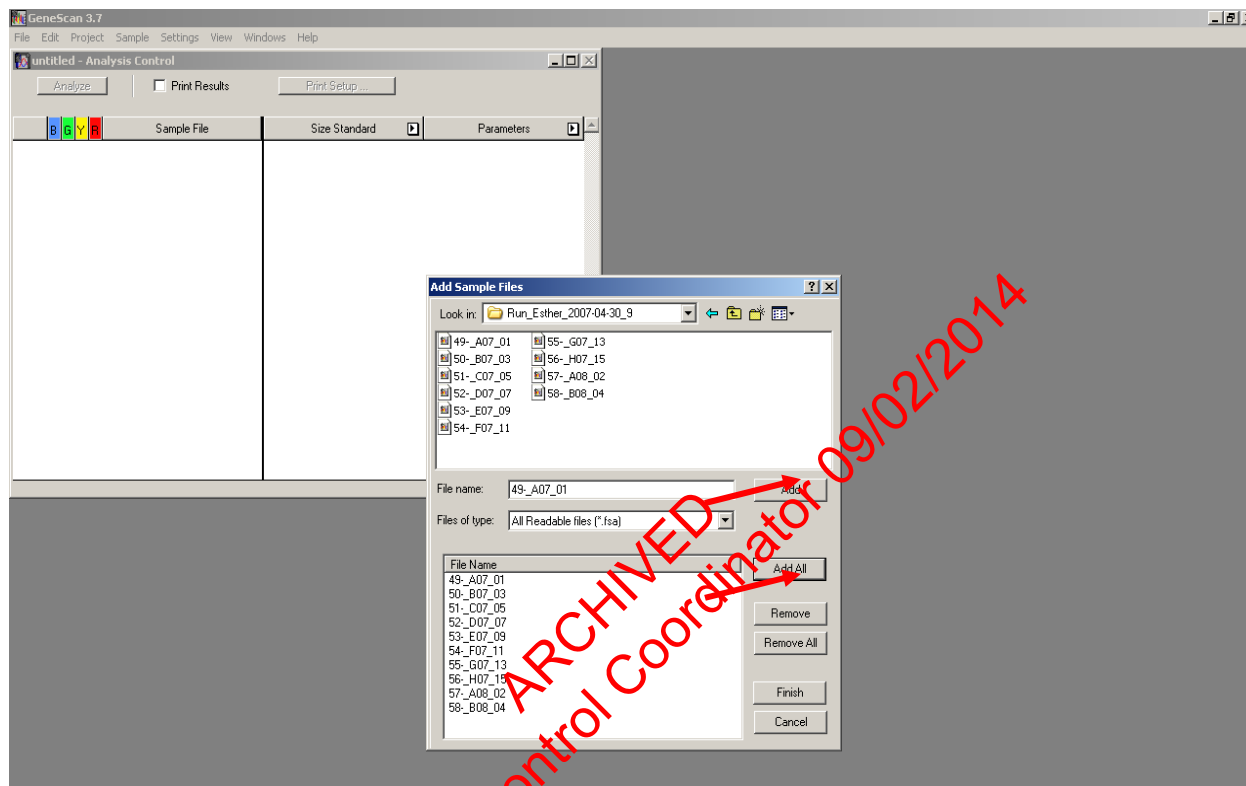 GeneScan 3.7
File Edit Project Sample Settings View Windows Help
untitled - Analysis Control
Analyze Print Results Print Setup ...
B G Y R Sample File Size Standard Parameters
Add Sample Files
Look in: Run_Esther_2007-04-30_9
49-_A07_01 55-_G07_13
50-_B07_03 56-_H07_15
51-_C07_05 57-_A08_02
52-_D07_07 58-_B08_04
53-_E07_09
54-_F07_11
File name: 49-_A07_01 Add
Files of type: All Readable files (*.fsa)
File Name Add All
49-_A07_01
50-_B07_03
51-_C07_05
52-_D07_07
53-_E07_09
54-_F07_11
55-_G07_13
56-_H07_15
57-_A08_02
58-_B08_04
Remove
Remove All
Finish
Cancel
ARCHIVED
Coordinator 09/02/2014